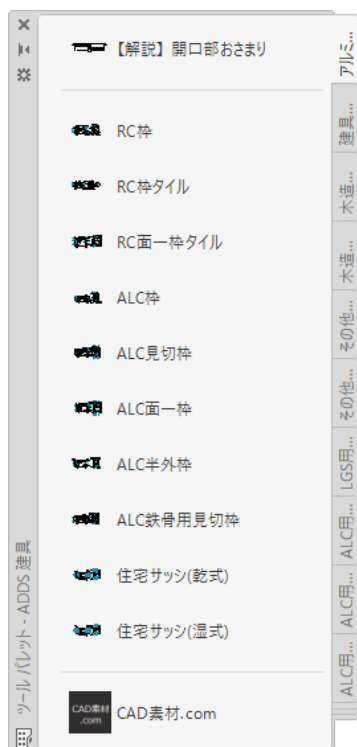 【解説】開口部おさまり
RC枠
RC枠タイル
RC面一枠タイル
ALC枠
ALC見切枠
ALC面一枠
ALC半外枠
ALC鉄骨用見切枠
住宅サッシ(乾式)
住宅サッシ(湿式)
CAD素材
.com
CAD素材.com
アルミ...
建具...
木造...
木造...
その他...
その他...
LGS用...
ALC用...
ALC用...
ALC用...
ツール パレット - ADDS 建具